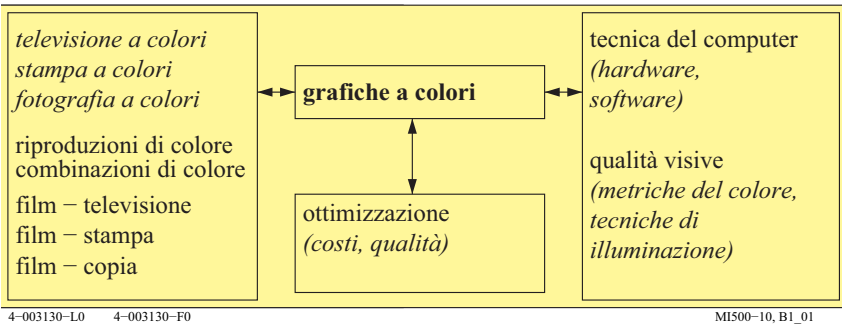 televisione a colori
stampa a colori
fotografia a colori
riproduzioni di colore
combinazioni di colore
film − televisione
film − stampa
film − copia
grafiche a colori
ottimizzazione
(costi, qualità)
tecnica del computer
(hardware,
software)
qualità visive
(metriche del colore,
tecniche di
illuminazione)
4−003130−L0 4−003130−F0
MI500−10, B1_01